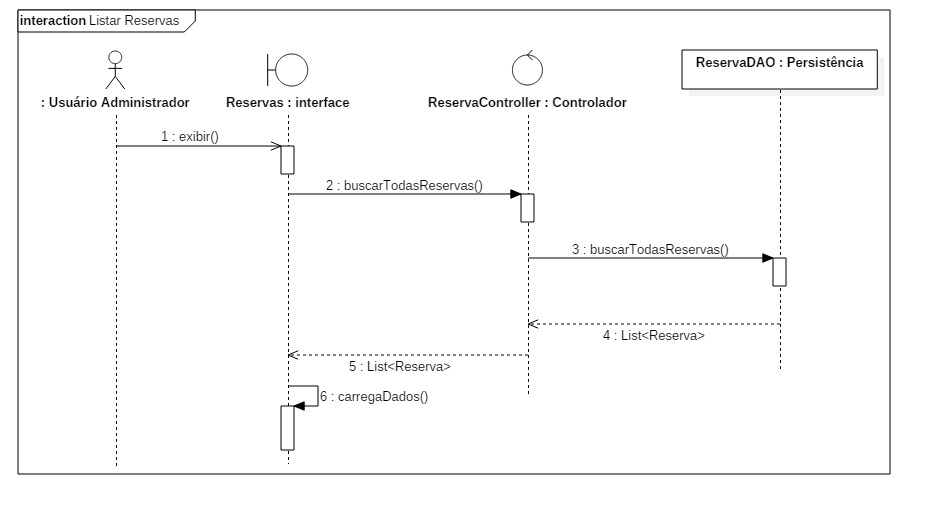 interaction Listar Reservas
: Usuário Administrador
Reservas : interface
ReservaController : Controlador
ReservaDAO : Persistência
1 : exibir()
2 : buscarTodasReservas()
3 : buscarTodasReservas()
4 : List<Reserva>
5 : List<Reserva>
6 : carregaDados()